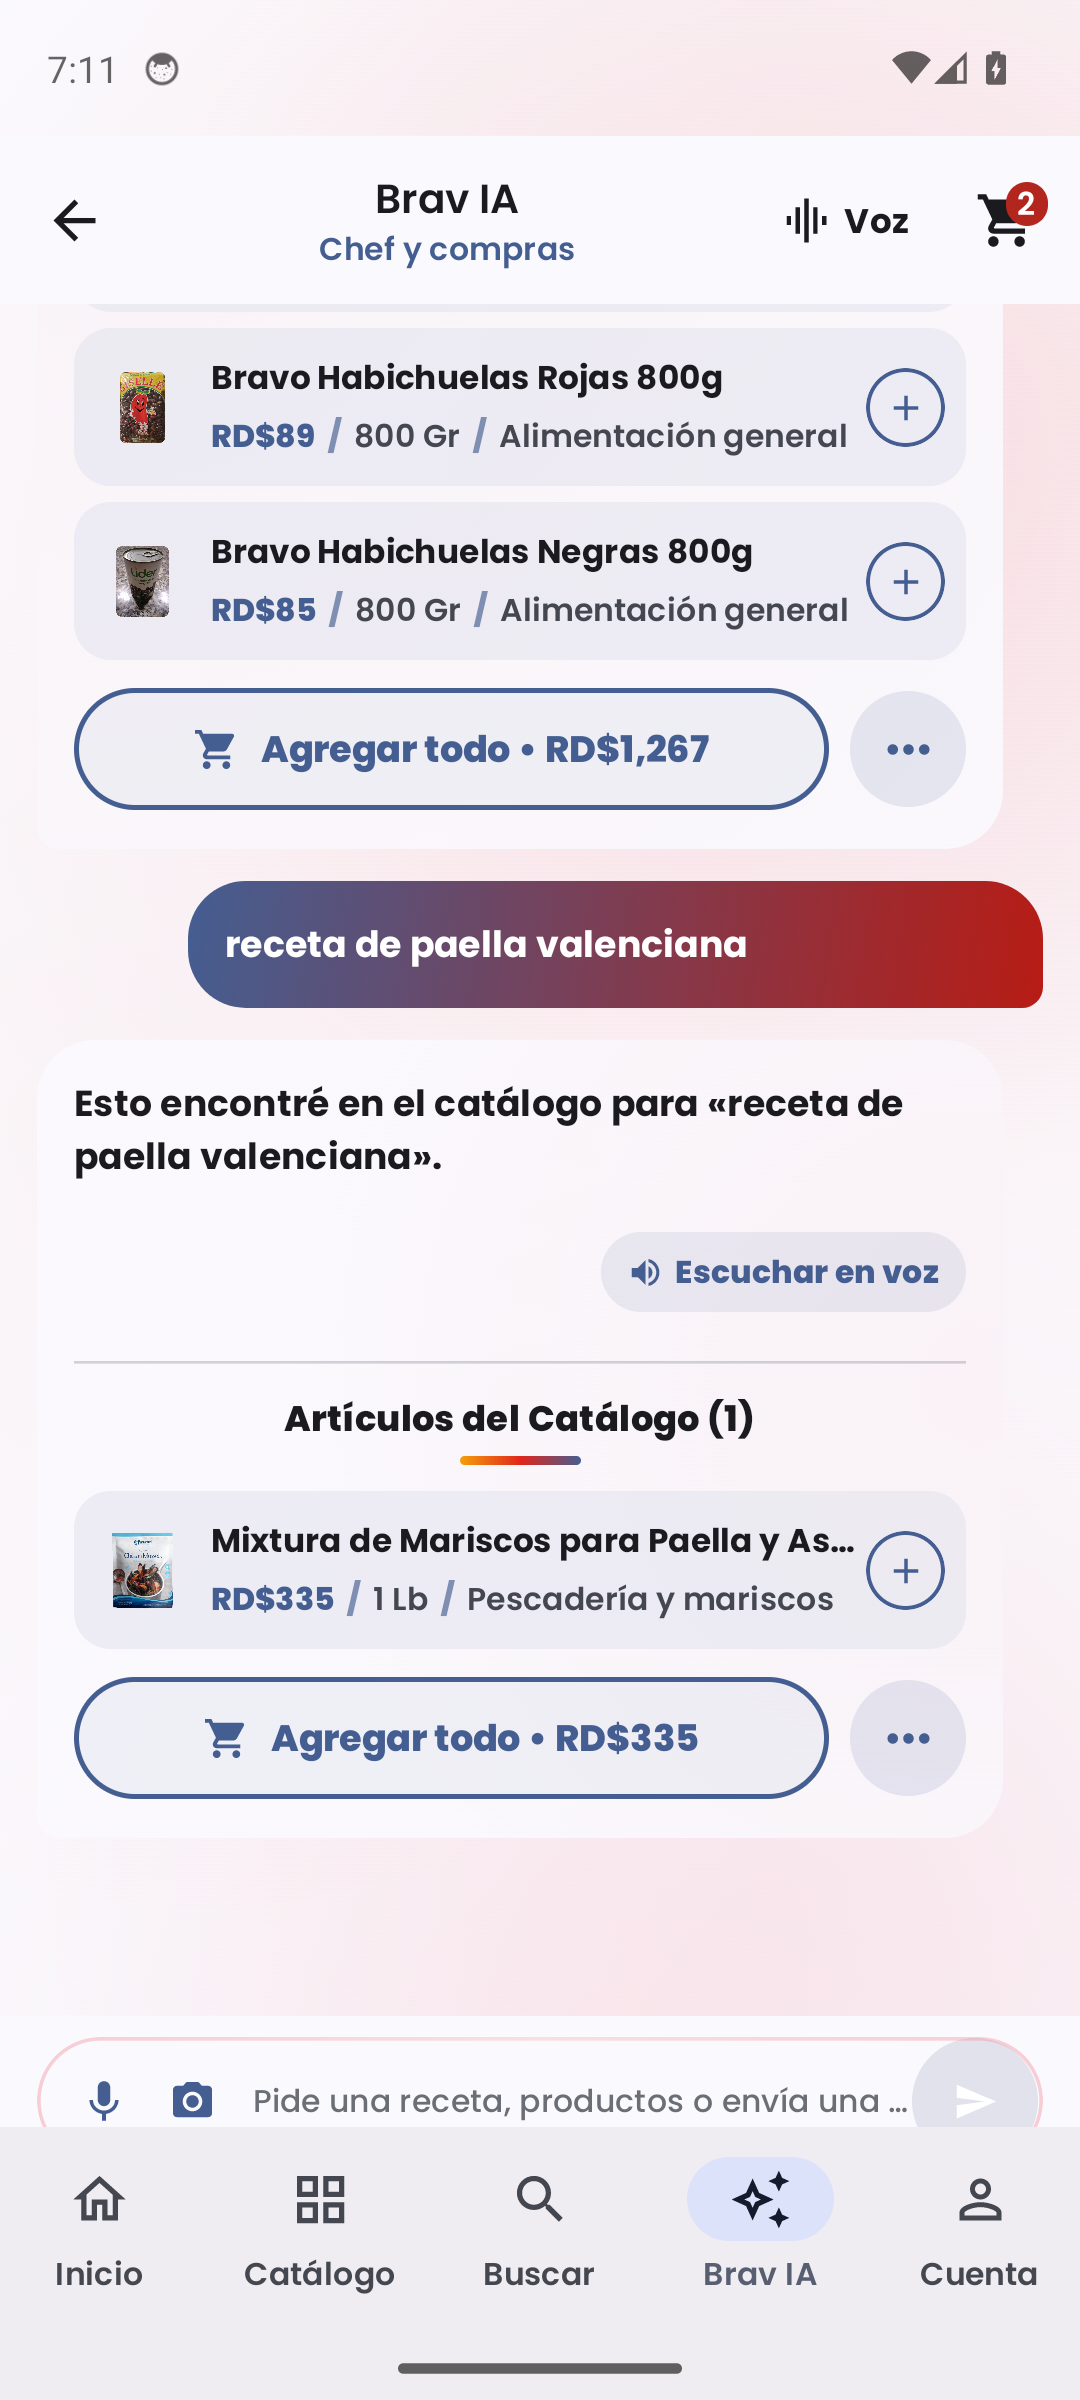 7:11
Brav IA
Chef y compras
Voz
2
Bravo Habichuelas Rojas 800g
RD$89 / 800 Gr / Alimentación general
Bravo Habichuelas Negras 800g
RD$85 / 800 Gr / Alimentación general
Agregar todo • RD$1,267
receta de paella valenciana
Esto encontré en el catálogo para «receta de
paella valenciana».
Escuchar en voz
Artículos del Catálogo (1)
Mixtura de Mariscos para Paella y As...
RD$335 / 1 Lb / Pescadería y mariscos
Agregar todo • RD$335
Pide una receta, productos o envía una ...
Inicio
Catálogo
Buscar
Brav IA
Cuenta